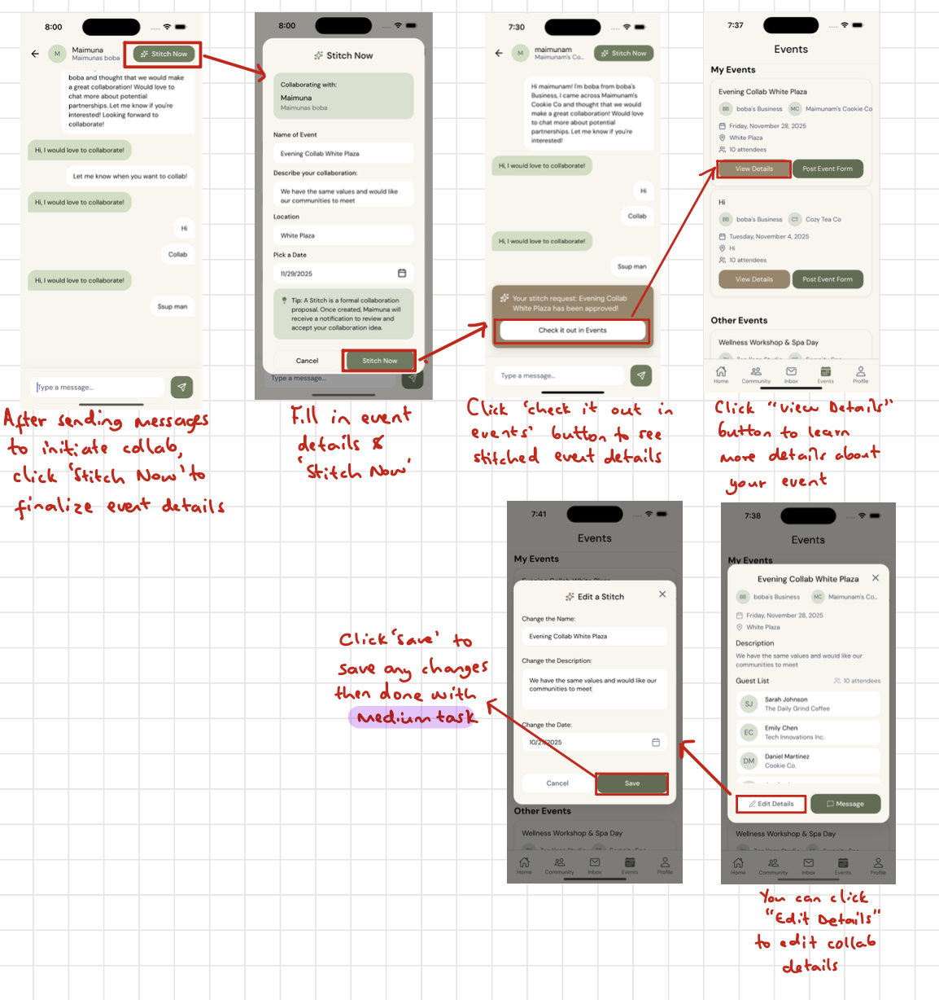 8:00
M
Maimuna
Maimunas boba
Stitch Now
boba and thought that we would make
a great collaboration! Would love to
chat more about potential
partnerships. Let me know if you're
interested! Looking forward to
collaborate!
Hi, I would love to collaborate!
Let me know when you want to collab!
Hi, I would love to collaborate!
Hi
Collab
Hi, I would love to collaborate!
Ssup man
Type a message...
After sending messages
to initiate collab,
click 'Stitch Now' to
finalize event details
8:00
Stitch Now
Collaborating with:
Maimuna
Maimunas boba
Name of Event
Evening Collab White Plaza
Describe your collaboration:
We have the same values and would like
our communities to meet
Location
White Plaza
Pick a Date
11/29/2025
Tip: A Stitch is a formal collaboration
proposal. Once created, Maimuna will
receive a notification to review and
accept your collaboration idea.
Cancel
Stitch Now
Type a message...
Fill in event
details &
'Stitch Now'
7:30
M
maimunam
Maimunam's Co...
Stitch Now
Hi maimunam! I'm boba from boba's
Business, I came across Maimunam's
Cookie Co and thought that we would
make a great collaboration! Would love
to chat more about potential
partnerships. Let me know if you're
interested!
Hi, I would love to collaborate!
Hi
Collab
Hi, I would love to collaborate!
Ssup man
Your stitch request: Evening Collab
White Plaza has been approved!
Check it out in Events
Type a message...
Click 'check it out in
events' button to see
stitched event details
7:37
Events
My Events
Evening Collab White Plaza
BB boba's Business MC Maimunam's Cookie Co
Friday, November 28, 2025
White Plaza
10 attendees
View Details
Post Event Form
Hi
BB boba's Business CT Cozy Tea Co
Tuesday, November 4, 2025
Hi
10 attendees
View Details
Post Event Form
Other Events
Wellness Workshop & Spa Day
Home Community Inbox Events Profile
Click "View Details"
button to learn
more details about
your event
7:41
Events
My Events
Evening Collab White Plaza
Edit a Stitch
Change the Name:
Evening Collab White Plaza
Change the Description:
We have the same values and would like our
communities to meet
Change the Date:
10/21/2025
Cancel
Save
Other Events
Wellness Workshop & Spa Day
Home Community Inbox Events Profile
Click 'save' to
save any changes
then done with
medium task
7:38
Events
My Events
Evening Collab White Plaza
BB boba's Business MC Maimunam's Co...
Friday, November 28, 2025
White Plaza
Description
We have the same values and would like our
communities to meet
Guest List
10 attendees
SJ
Sarah Johnson
The Daily Grind Coffee
EC
Emily Chen
Tech Innovations Inc.
DM
Daniel Martinez
Cookie Co.
Edit Details
Message
Wellness Workshop & Spa Day
Home Community Inbox Events Profile
You can click
"Edit Details"
to edit collab
details